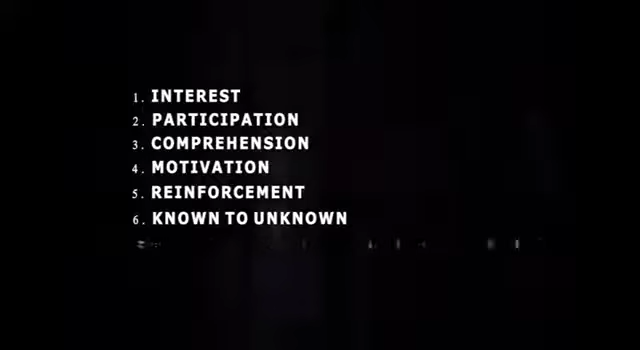 1. INTEREST
2. PARTICIPATION
3. COMPREHENSION
4. MOTIVATION
5. REINFORCEMENT
6. KNOWN TO UNKNOWN